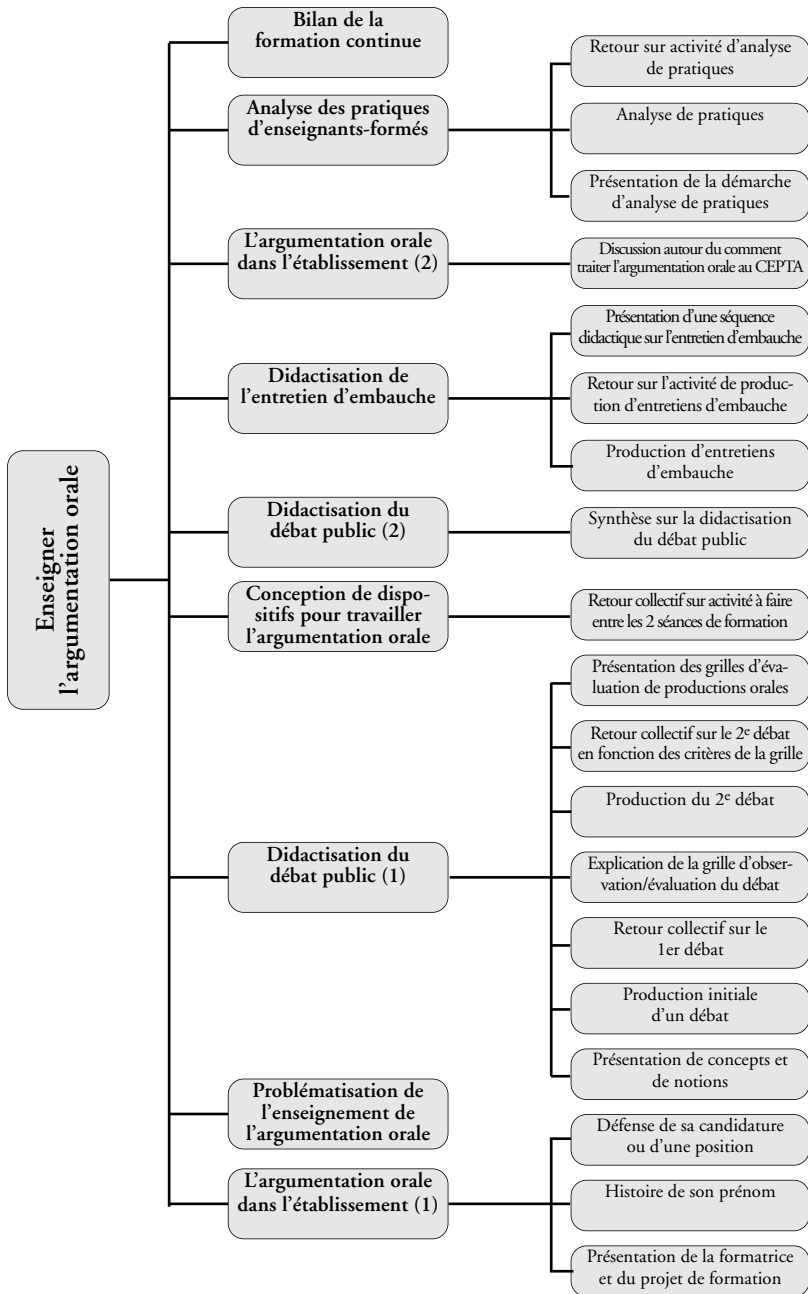 Enseigner
l'argumentation orale
Bilan de la
formation continue
Analyse des pratiques
d'enseignants-formés
Retour sur activité d'analyse
de pratiques
Analyse de pratiques
Présentation de la démarche
d'analyse de pratiques
L'argumentation orale
dans l'établissement (2)
Discussion autour du comment
traiter l'argumentation orale au CEPTA
Didactisation de
l'entretien d'embauche
Présentation d'une séquence
didactique sur l'entretien d'embauche
Retour sur l'activité de produc-
tion d'entretiens d'embauche
Production d'entretiens
d'embauche
Didactisation du
débat public (2)
Synthèse sur la didactisation
du débat public
Conception de dispo-
sitifs pour travailler
l'argumentation orale
Retour collectif sur activité à faire
entre les 2 séances de formation
Didactisation du
débat public (1)
Présentation des grilles d'éva-
luation de productions orales
Retour collectif sur le 2e débat
en fonction des critères de la grille
Production du 2e débat
Explication de la grille d'obser-
vation/évaluation du débat
Retour collectif sur le
1er débat
Production initiale
d'un débat
Présentation de concepts et
de notions
Problématisation de
l'enseignement de
l'argumentation orale
L'argumentation orale
dans l'établissement (1)
Défense de sa candidature
ou d'une position
Histoire de son prénom
Présentation de la formatrice
et du projet de formation